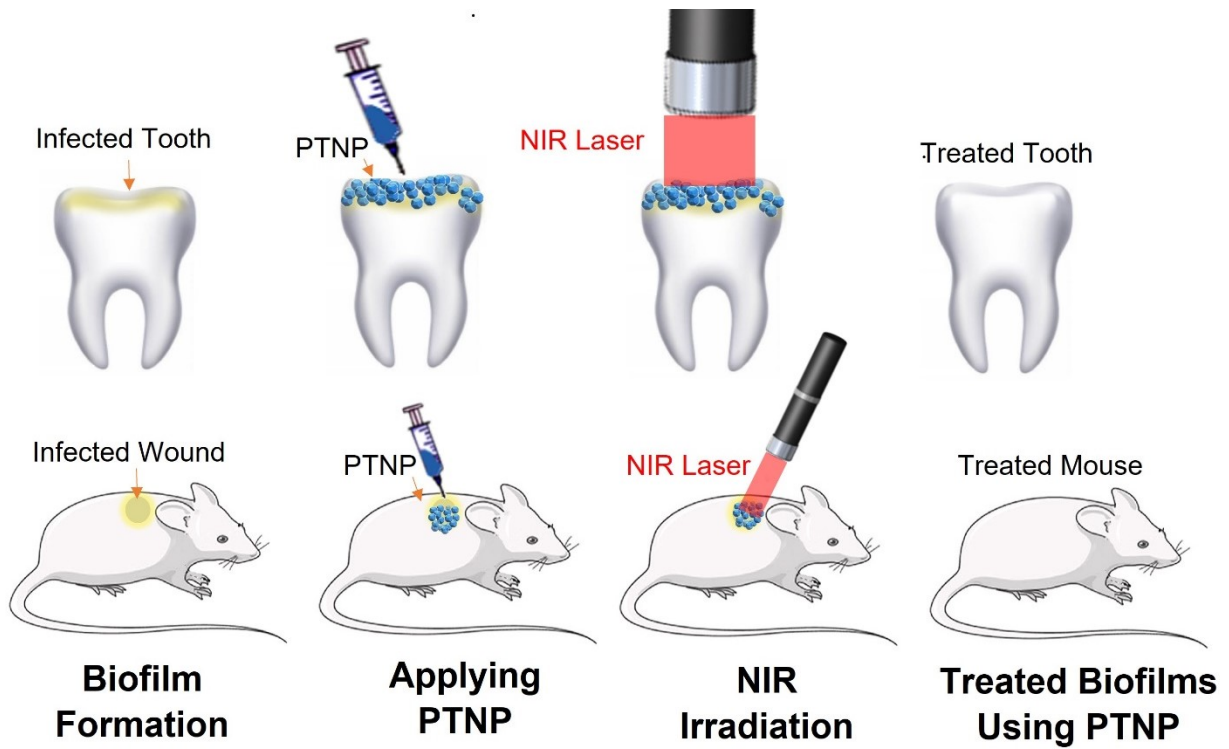 Infected Tooth
PTNP
NIR Laser
Treated Tooth
Infected Wound
PTNP
NIR Laser
Treated Mouse
Biofilm
Formation
Applying
PTNP
NIR
Irradiation
Treated Biofilms
Using PTNP